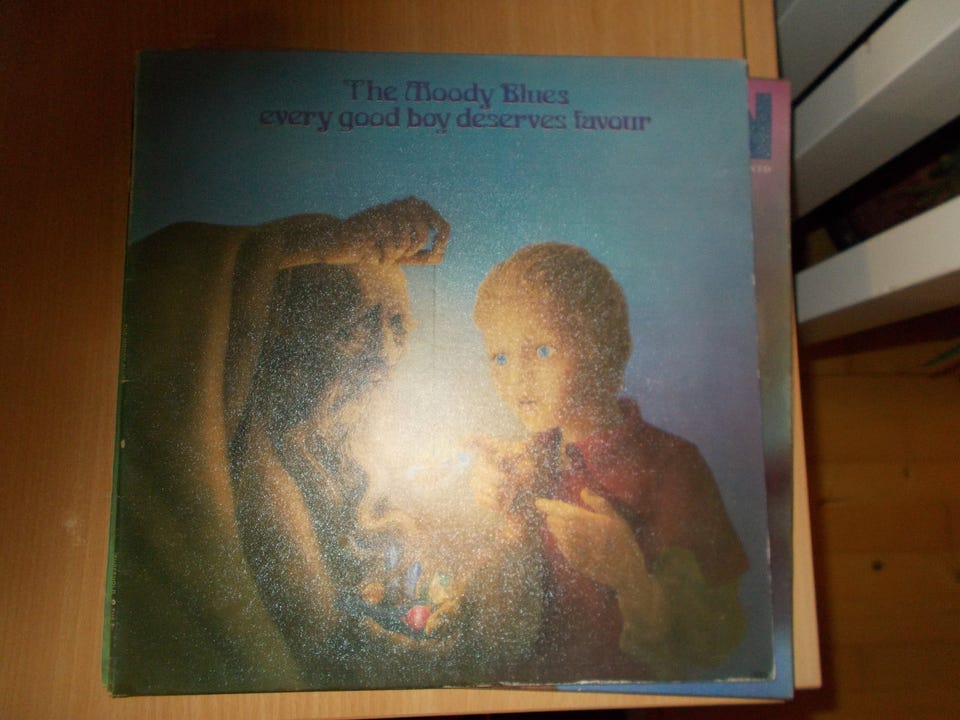 The Moody Blues
every good boy deserves favour
N